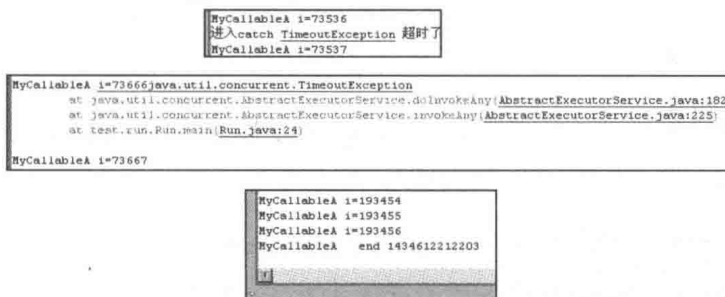 MyCallableA i=73536
进入catch TimeoutException 超时了
MyCallableA i=73537
MyCallableA i=73666java.util.concurrent.TimeoutException
at java.util.concurrent.AbstractExecutorService.doInvokeAny(AbstractExecutorService.java:182
at java.util.concurrent.AbstractExecutorService.invokeAny(AbstractExecutorService.java:225)
at test.run.Run.main(Run.java:24)
MyCallableA i=73667
MyCallableA i=193454
MyCallableA i=193455
MyCallableA i=193456
MyCallableA end 1434612212203